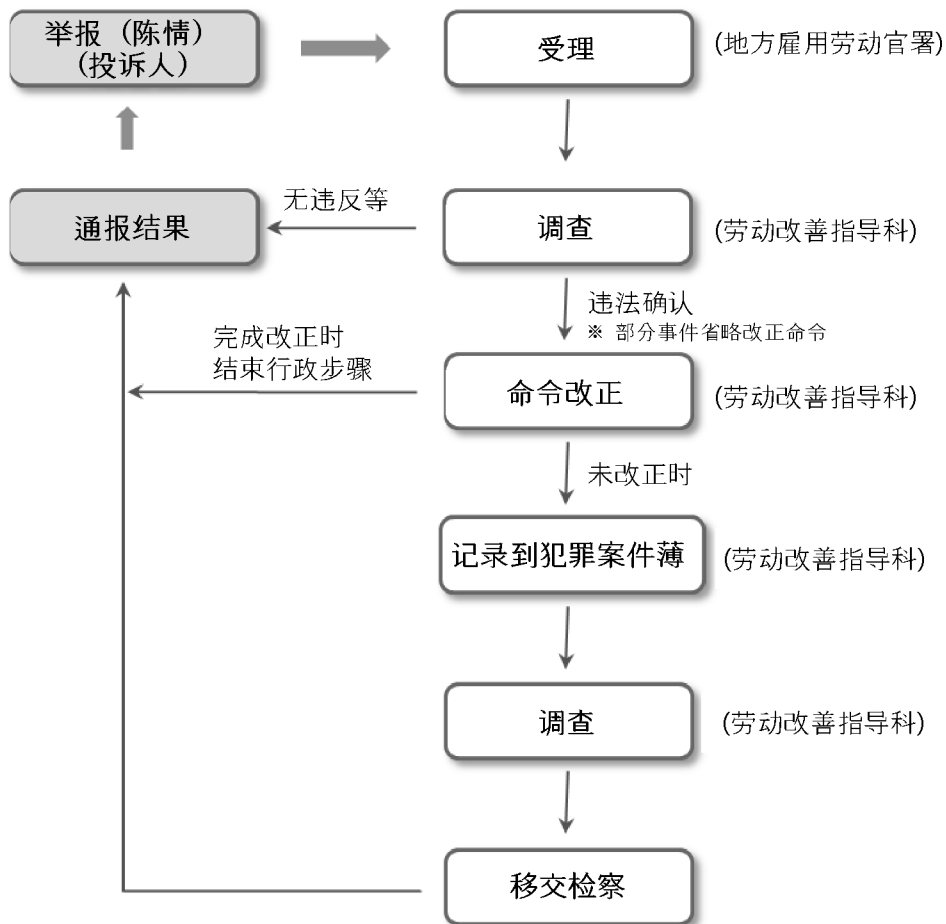 举报（陈情）
（投诉人）
受理
(地方雇用劳动官署)
通报结果
无违反等
调查
(劳动改善指导科)
违法确认
※ 部分事件省略改正命令
完成改正时
结束行政步骤
命令改正
(劳动改善指导科)
未改正时
记录到犯罪案件薄
(劳动改善指导科)
调查
(劳动改善指导科)
移交检察